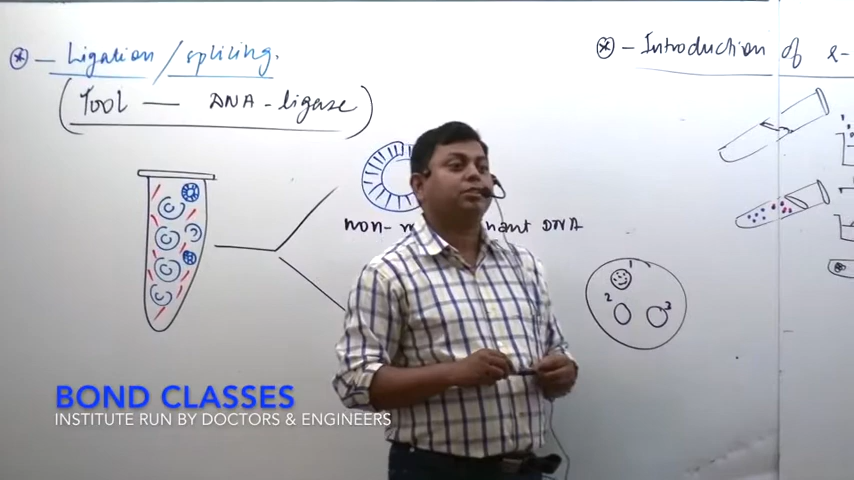 * - Ligation / splicing.
(Tool — DNA - ligase)
* - Introduction of r-
non- nant DNA
1
2
3
BOND CLASSES
INSTITUTE RUN BY DOCTORS & ENGINEERS